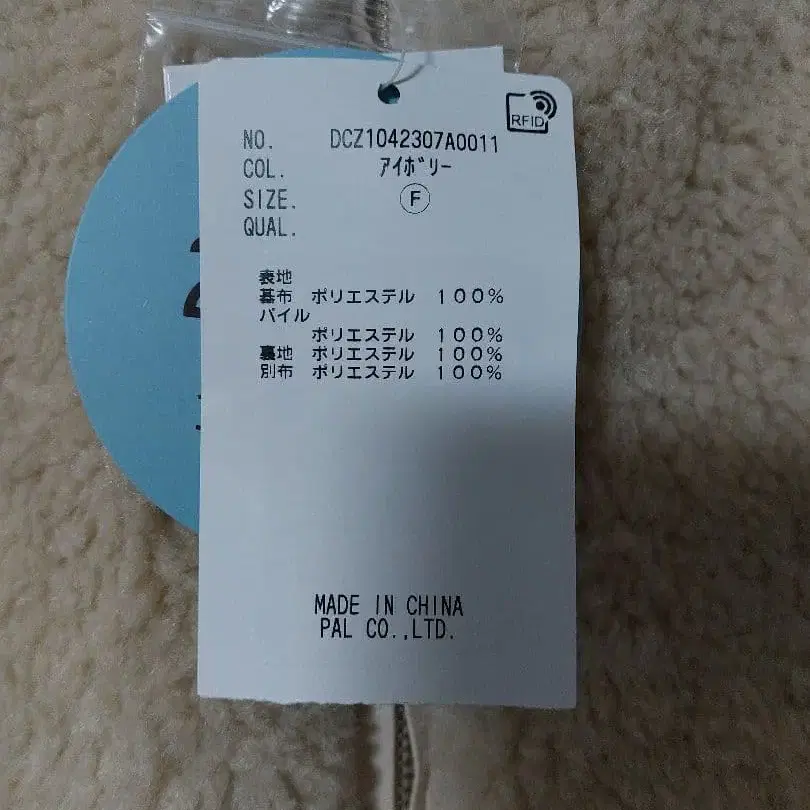 RFID
NO. DCZ1042307A0011
COL. アイボリー
SIZE. F
QUAL.
表地
基布 ポリエステル 100%
パイル
ポリエステル 100%
裏地 ポリエステル 100%
別布 ポリエステル 100%
MADE IN CHINA
PAL CO.,LTD.